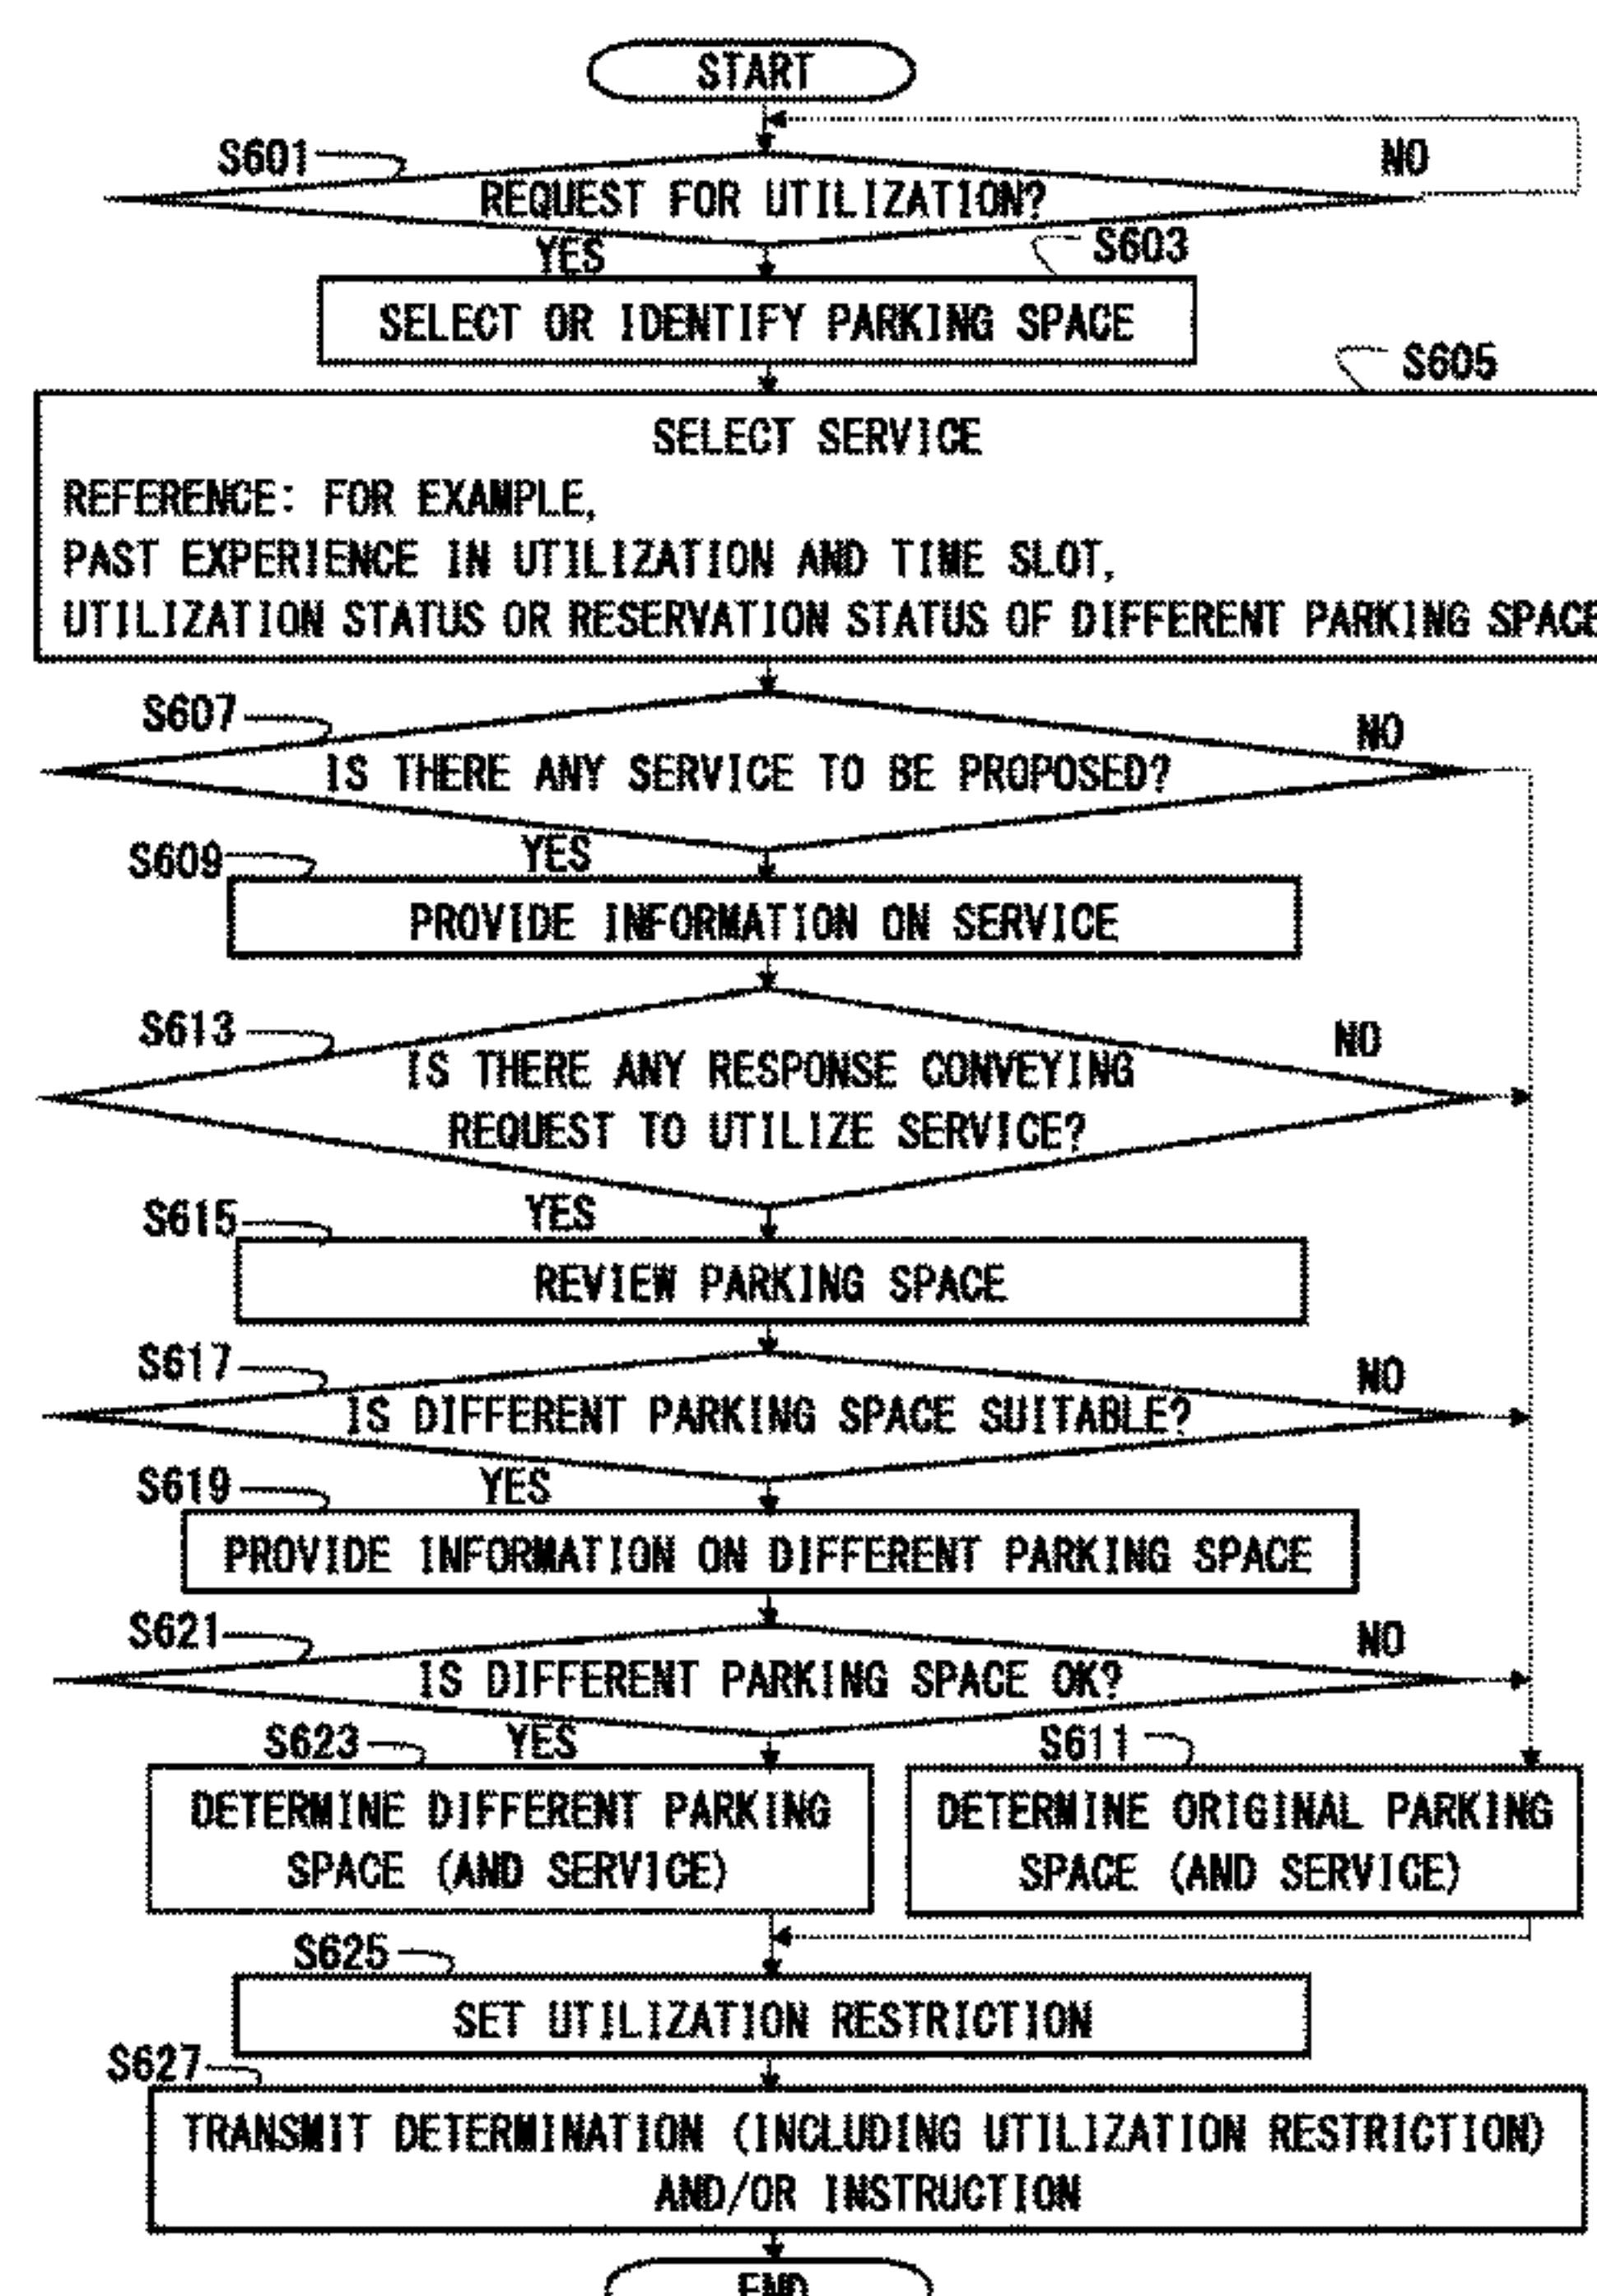 START
S601
NO
REQUEST FOR UTILIZATION?
YES
S603
SELECT OR IDENTIFY PARKING SPACE
S605
SELECT SERVICE
REFERENCE: FOR EXAMPLE,
PAST EXPERIENCE IN UTILIZATION AND TIME SLOT,
UTILIZATION STATUS OR RESERVATION STATUS OF DIFFERENT PARKING SPACE
S607
NO
IS THERE ANY SERVICE TO BE PROPOSED?
YES
S609
PROVIDE INFORMATION ON SERVICE
S613
NO
IS THERE ANY RESPONSE CONVEYING
REQUEST TO UTILIZE SERVICE?
YES
S615
REVIEW PARKING SPACE
S617
NO
IS DIFFERENT PARKING SPACE SUITABLE?
YES
S619
PROVIDE INFORMATION ON DIFFERENT PARKING SPACE
S621
NO
IS DIFFERENT PARKING SPACE OK?
YES
S623
DETERMINE DIFFERENT PARKING
SPACE (AND SERVICE)
S611
DETERMINE ORIGINAL PARKING
SPACE (AND SERVICE)
S625
SET UTILIZATION RESTRICTION
S627
TRANSMIT DETERMINATION (INCLUDING UTILIZATION RESTRICTION)
AND/OR INSTRUCTION
END